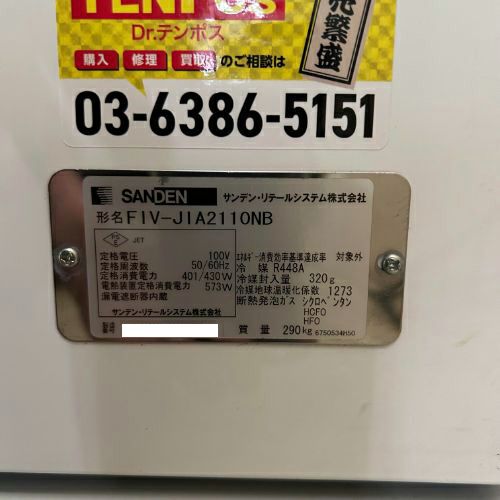 TENPOS
Dr.テンポス
売繁盛
購入 修理 買取 のご相談は
03-6386-5151
SANDEN サンデン・リテールシステム株式会社
形名 FIV-JIA2110NB
PS
E
JET
定格電圧 100V
定格周波数 50/60Hz
定格消費電力 401/430W
電熱装置定格消費電力 573W
漏電遮断器内蔵
エネルギー消費効率基準達成率 対象外
冷媒 R448A
冷媒封入量 320g
冷媒地球温暖化係数 1273
断熱発泡ガス シクロペンタン
HCFO
HFO
サンデン・リテールシステム株式会社
質量 290kg 6750534H50